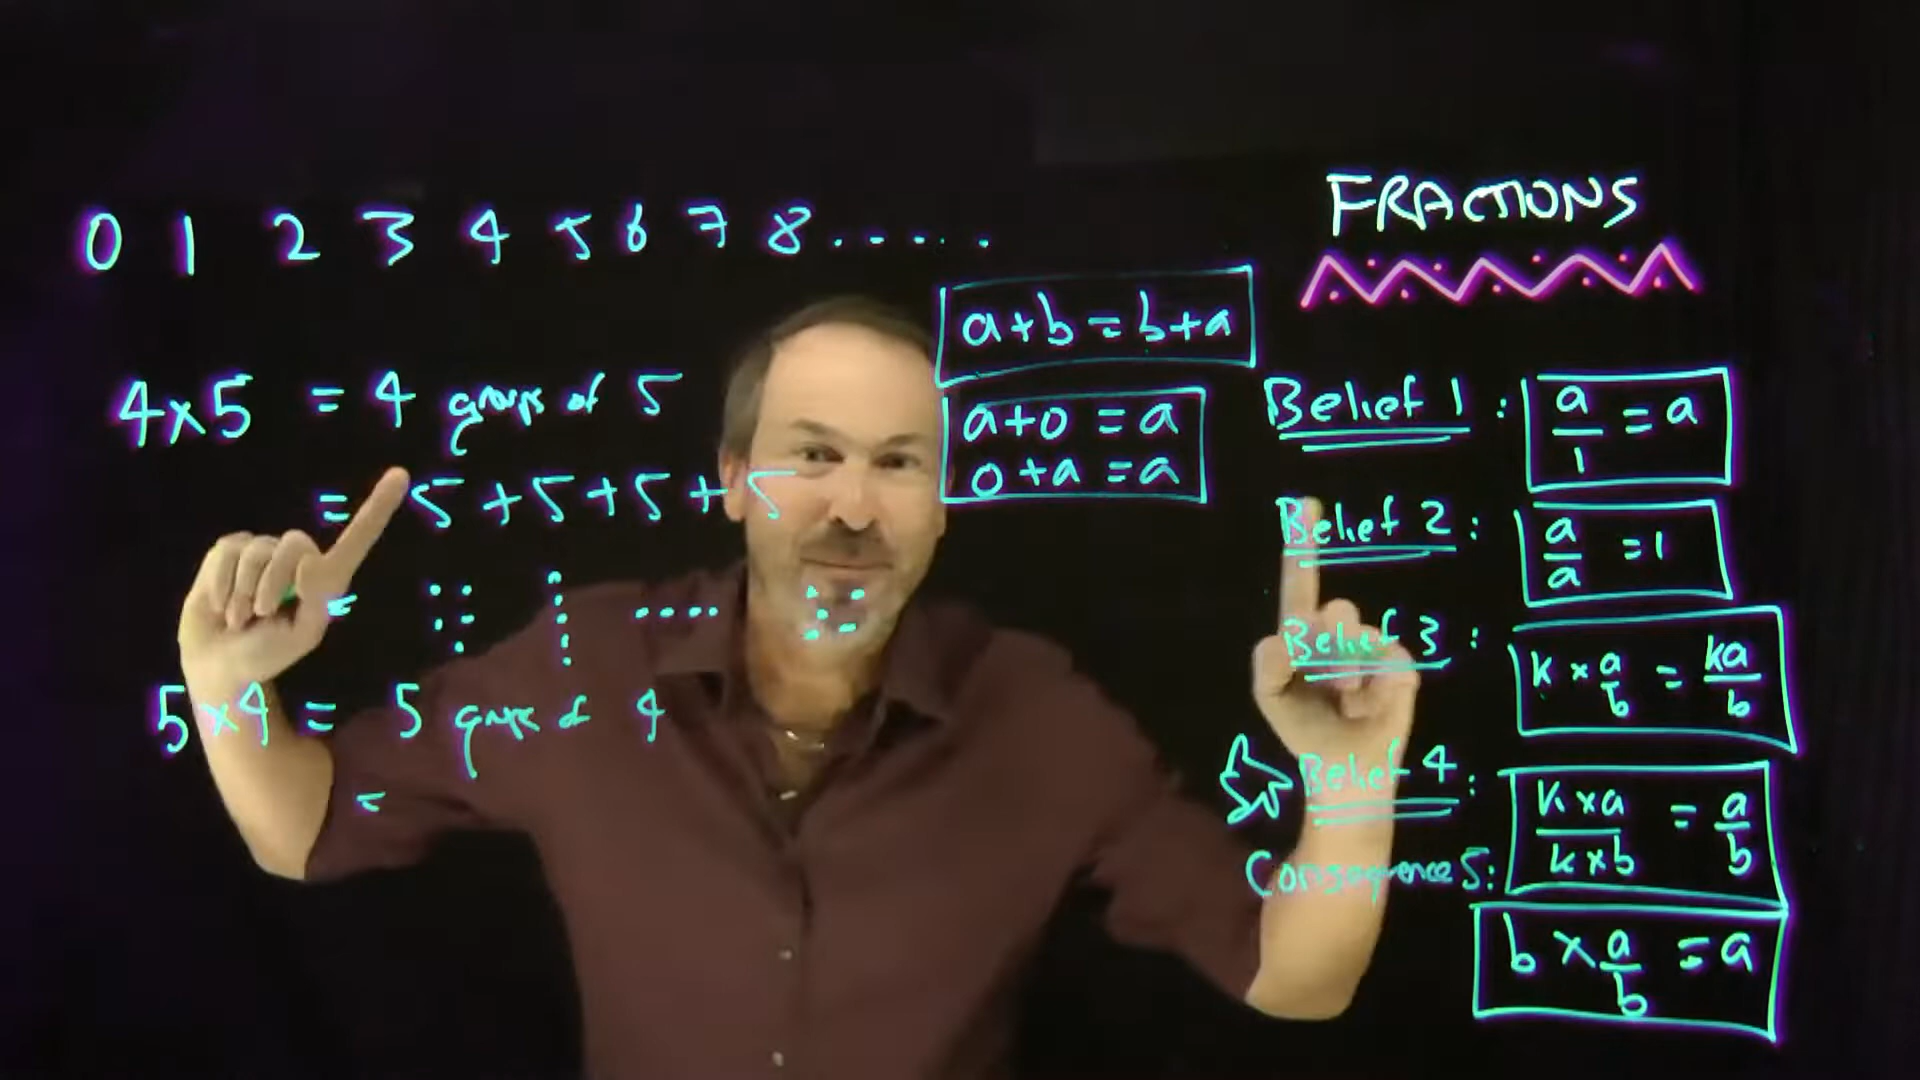 0 1 2 3 4 5 6 7 8.....
4x5 = 4 groups of 5
= 5+5+5+5
=
5x4 = 5 groups of 4
=
a+b=b+a
a+0=a
0+a=a
FRACTIONS
Belief 1: a/1=a
Belief 2: a/a=1
Belief 3: k×a/b=ka/b
Belief 4: k×a/k×b=a/b
Consequence 5:
b×a/b=a